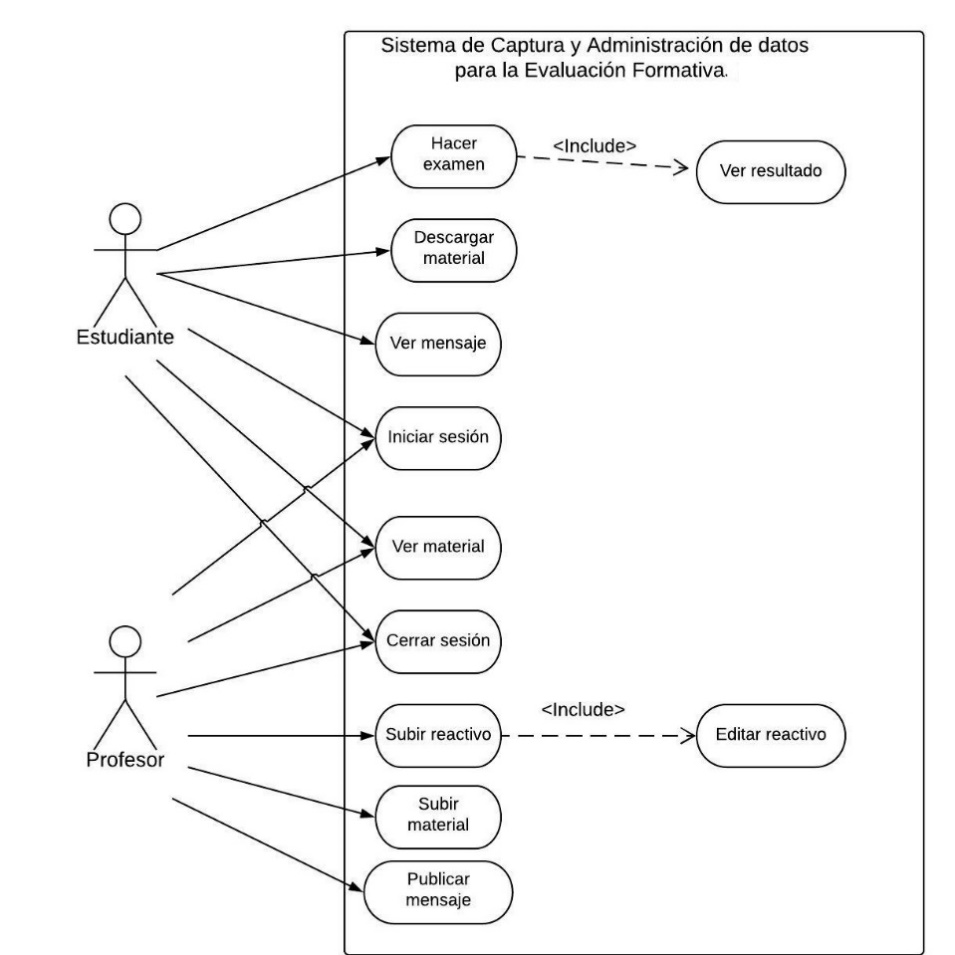 Sistema de Captura y Administración de datos
para la Evaluación Formativa.
Hacer
examen
<Include>
Ver resultado
Descargar
material
Estudiante
Ver mensaje
Iniciar sesión
Ver material
Cerrar sesión
Profesor
Subir reactivo
<Include>
Editar reactivo
Subir
material
Publicar
mensaje